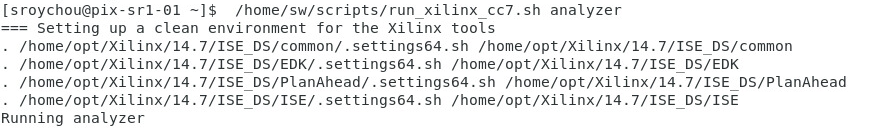 [sroychou@pix-sr1-01 ~]$  /home/sw/scripts/run_xilinx_cc7.sh analyzer
=== Setting up a clean environment for the Xilinx tools
. /home/opt/Xilinx/14.7/ISE_DS/common/.settings64.sh /home/opt/Xilinx/14.7/ISE_DS/common
. /home/opt/Xilinx/14.7/ISE_DS/EDK/.settings64.sh /home/opt/Xilinx/14.7/ISE_DS/EDK
. /home/opt/Xilinx/14.7/ISE_DS/PlanAhead/.settings64.sh /home/opt/Xilinx/14.7/ISE_DS/PlanAhead
. /home/opt/Xilinx/14.7/ISE_DS/ISE/.settings64.sh /home/opt/Xilinx/14.7/ISE_DS/ISE
Running analyzer